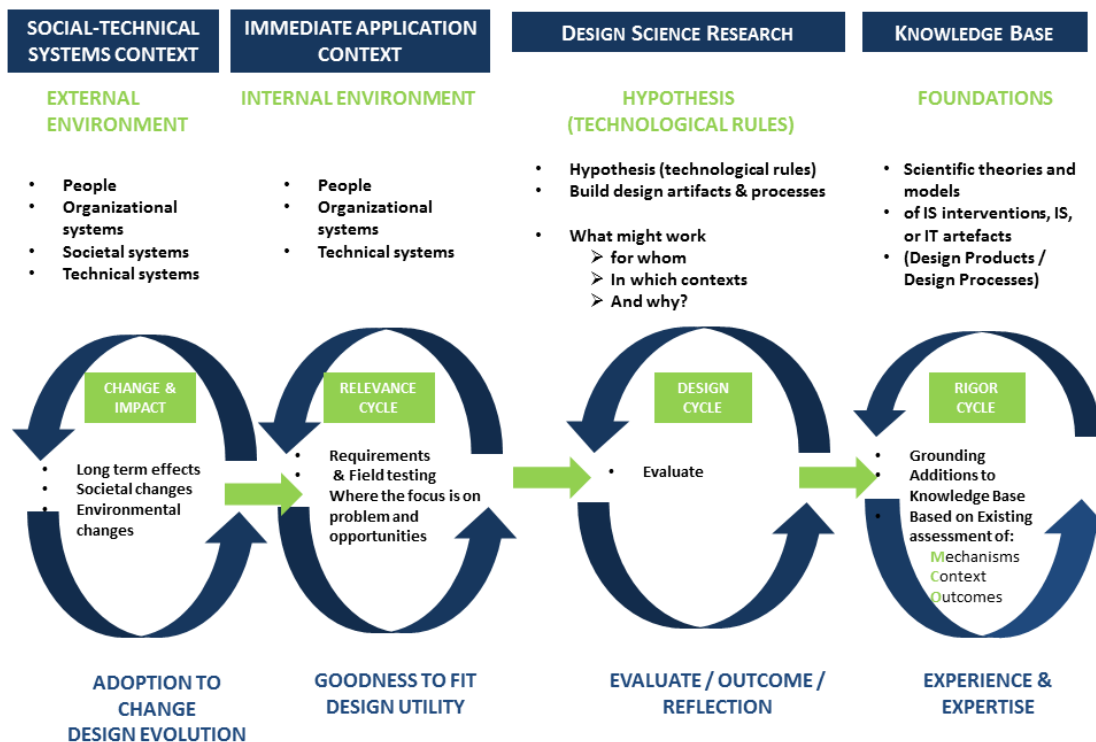 SOCIAL-TECHNICAL
SYSTEMS CONTEXT
EXTERNAL
ENVIRONMENT
• People
• Organizational
systems
• Societal systems
• Technical systems
CHANGE &
IMPACT
• Long term effects
• Societal changes
• Environmental
changes
ADOPTION TO
CHANGE
DESIGN EVOLUTION
IMMEDIATE APPLICATION
CONTEXT
INTERNAL ENVIRONMENT
• People
• Organizational
systems
• Technical systems
RELEVANCE
CYCLE
• Requirements
• & Field testing
Where the focus is on
problem and
opportunities
GOODNESS TO FIT
DESIGN UTILITY
DESIGN SCIENCE RESEARCH
HYPOTHESIS
(TECHNOLOGICAL RULES)
• Hypothesis (technological rules)
• Build design artifacts & processes
• What might work
➢ for whom
➢ In which contexts
➢ And why?
DESIGN
CYCLE
• Evaluate
EVALUATE / OUTCOME /
REFLECTION
KNOWLEDGE BASE
FOUNDATIONS
• Scientific theories and
models
• of IS interventions, IS,
or IT artefacts
• (Design Products /
Design Processes)
RIGOR
CYCLE
• Grounding
• Additions to
Knowledge Base
• Based on Existing
assessment of:
Mechanisms
Context
Outcomes
EXPERIENCE &
EXPERTISE